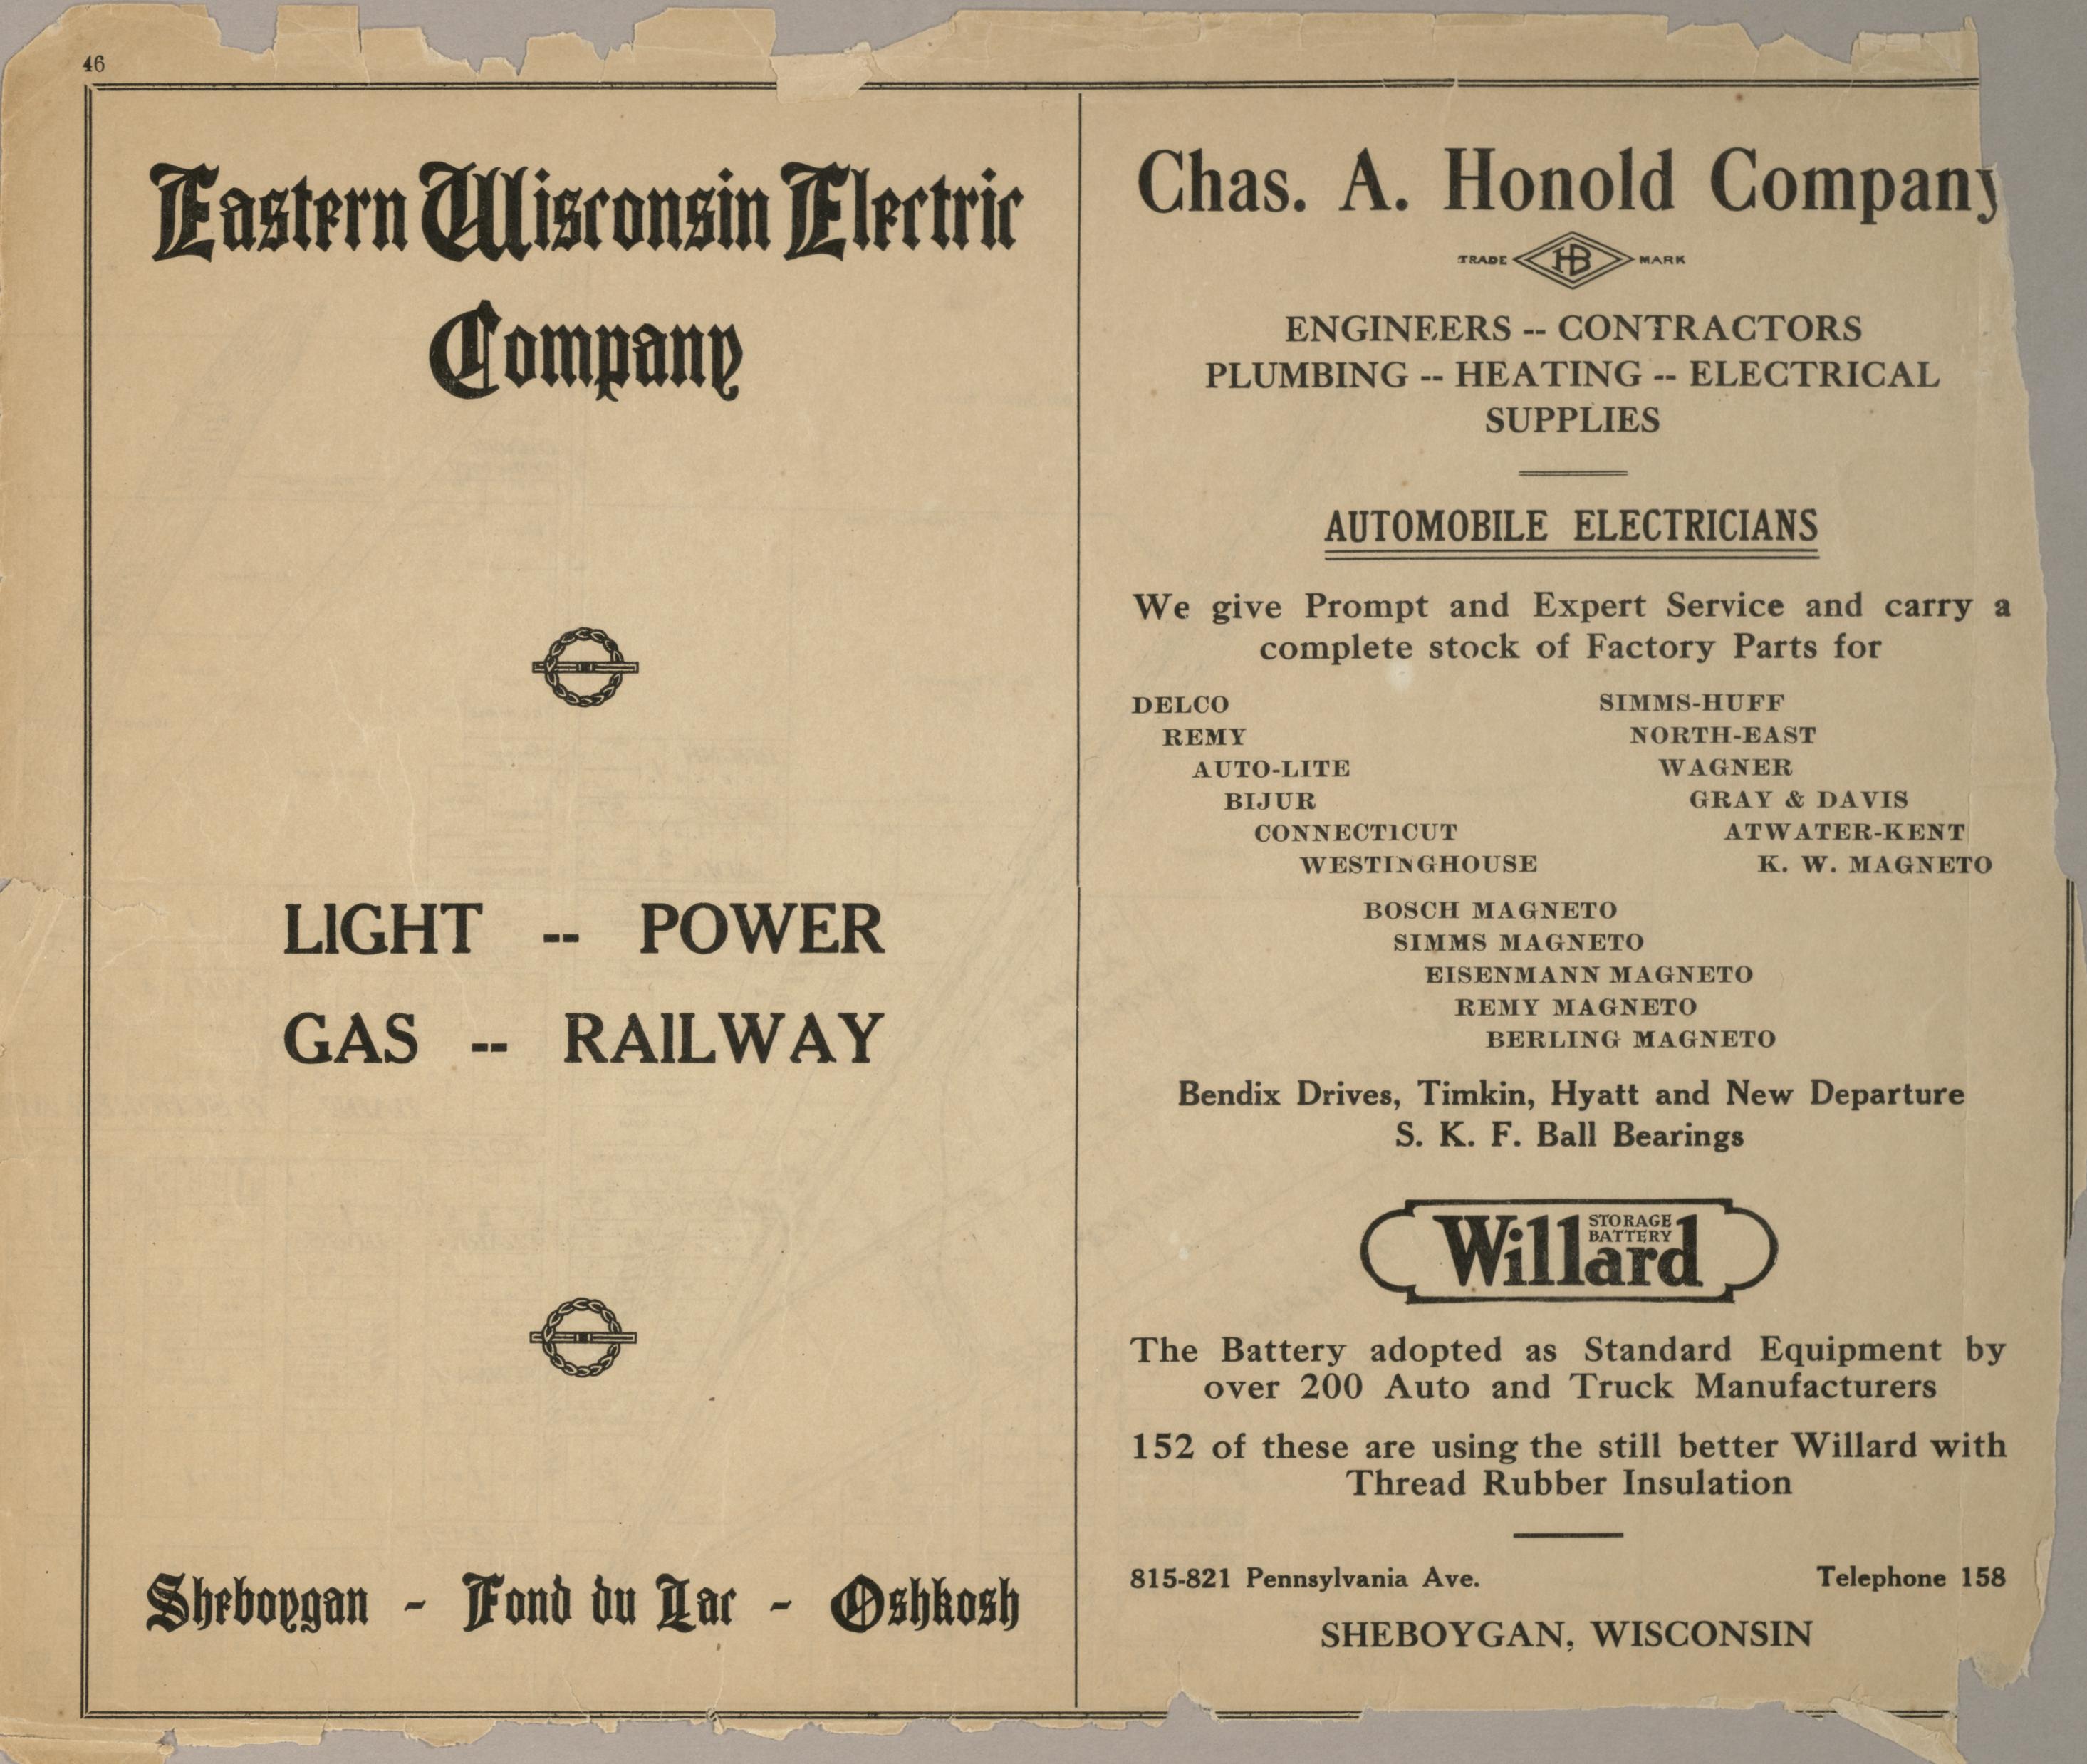 46
Eastern Wisconsin Electric
Company
LIGHT -- POWER
GAS -- RAILWAY
Sheboygan - Fond du Lac - Oshkosh
Chas. A. Honold Company
TRADE HB MARK
ENGINEERS -- CONTRACTORS
PLUMBING -- HEATING -- ELECTRICAL
SUPPLIES
AUTOMOBILE ELECTRICIANS
We give Prompt and Expert Service and carry a
complete stock of Factory Parts for
DELCO
REMY
AUTO-LITE
BIJUR
CONNECTICUT
WESTINGHOUSE
SIMMS-HUFF
NORTH-EAST
WAGNER
GRAY & DAVIS
ATWATER-KENT
K. W. MAGNETO
BOSCH MAGNETO
SIMMS MAGNETO
EISENMANN MAGNETO
REMY MAGNETO
BERLING MAGNETO
Bendix Drives, Timkin, Hyatt and New Departure
S. K. F. Ball Bearings
Willard
STORAGE
BATTERY
The Battery adopted as Standard Equipment by
over 200 Auto and Truck Manufacturers
152 of these are using the still better Willard with
Thread Rubber Insulation
815-821 Pennsylvania Ave. Telephone 158
SHEBOYGAN, WISCONSIN